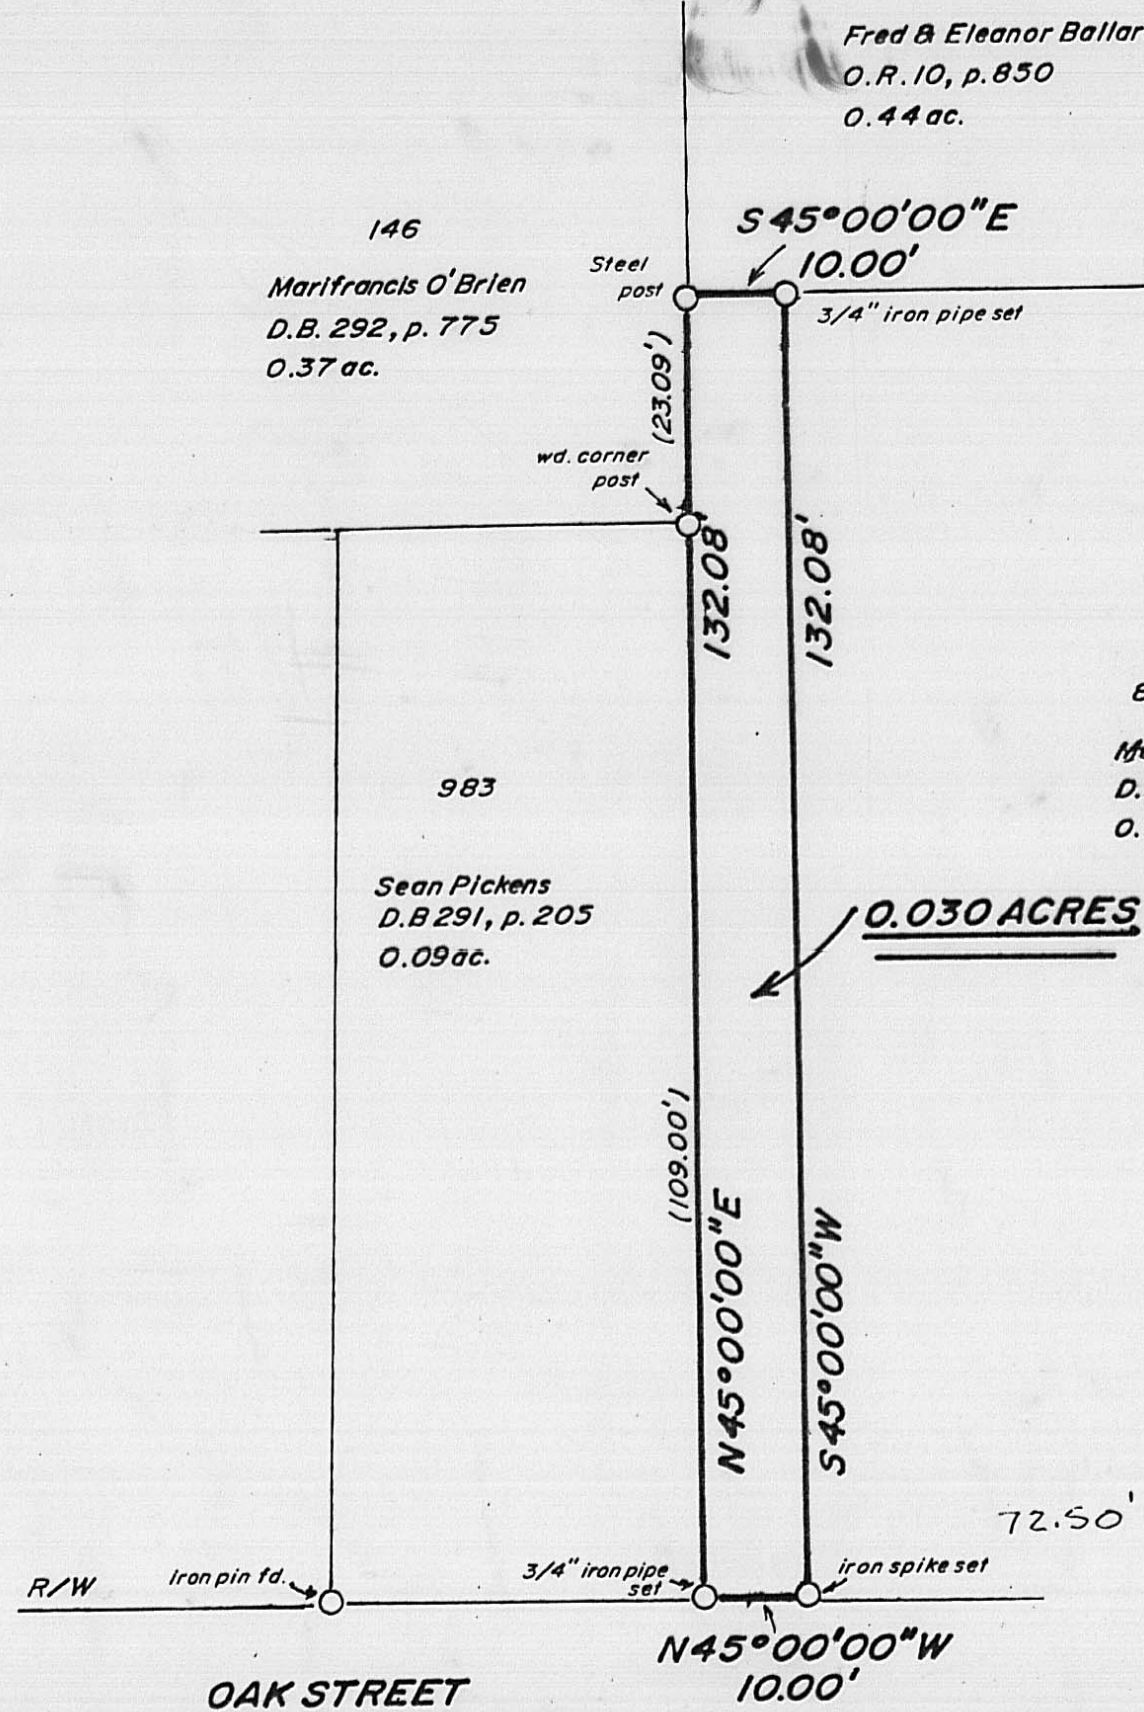 Fred & Eleanor Ballar
O.R. 10, p. 850
0.44 ac.
S 45°00'00"E
10.00'
146
Marifrancis O'Brien
D.B. 292, p. 775
0.37 ac.
Steel
post
3/4" iron pipe set
(23.09')
wd. corner
post
132.08'
132.08'
8
D.
0.
983
Sean Pickens
D.B 291, p. 205
0.09 ac.
0.030 ACRES
(109.00')
N45°00'00"E
S45°00'00"W
72.50'
R/W
iron pin fd.
3/4" iron pipe
set
iron spike set
N45°00'00"W
10.00'
OAK STREET